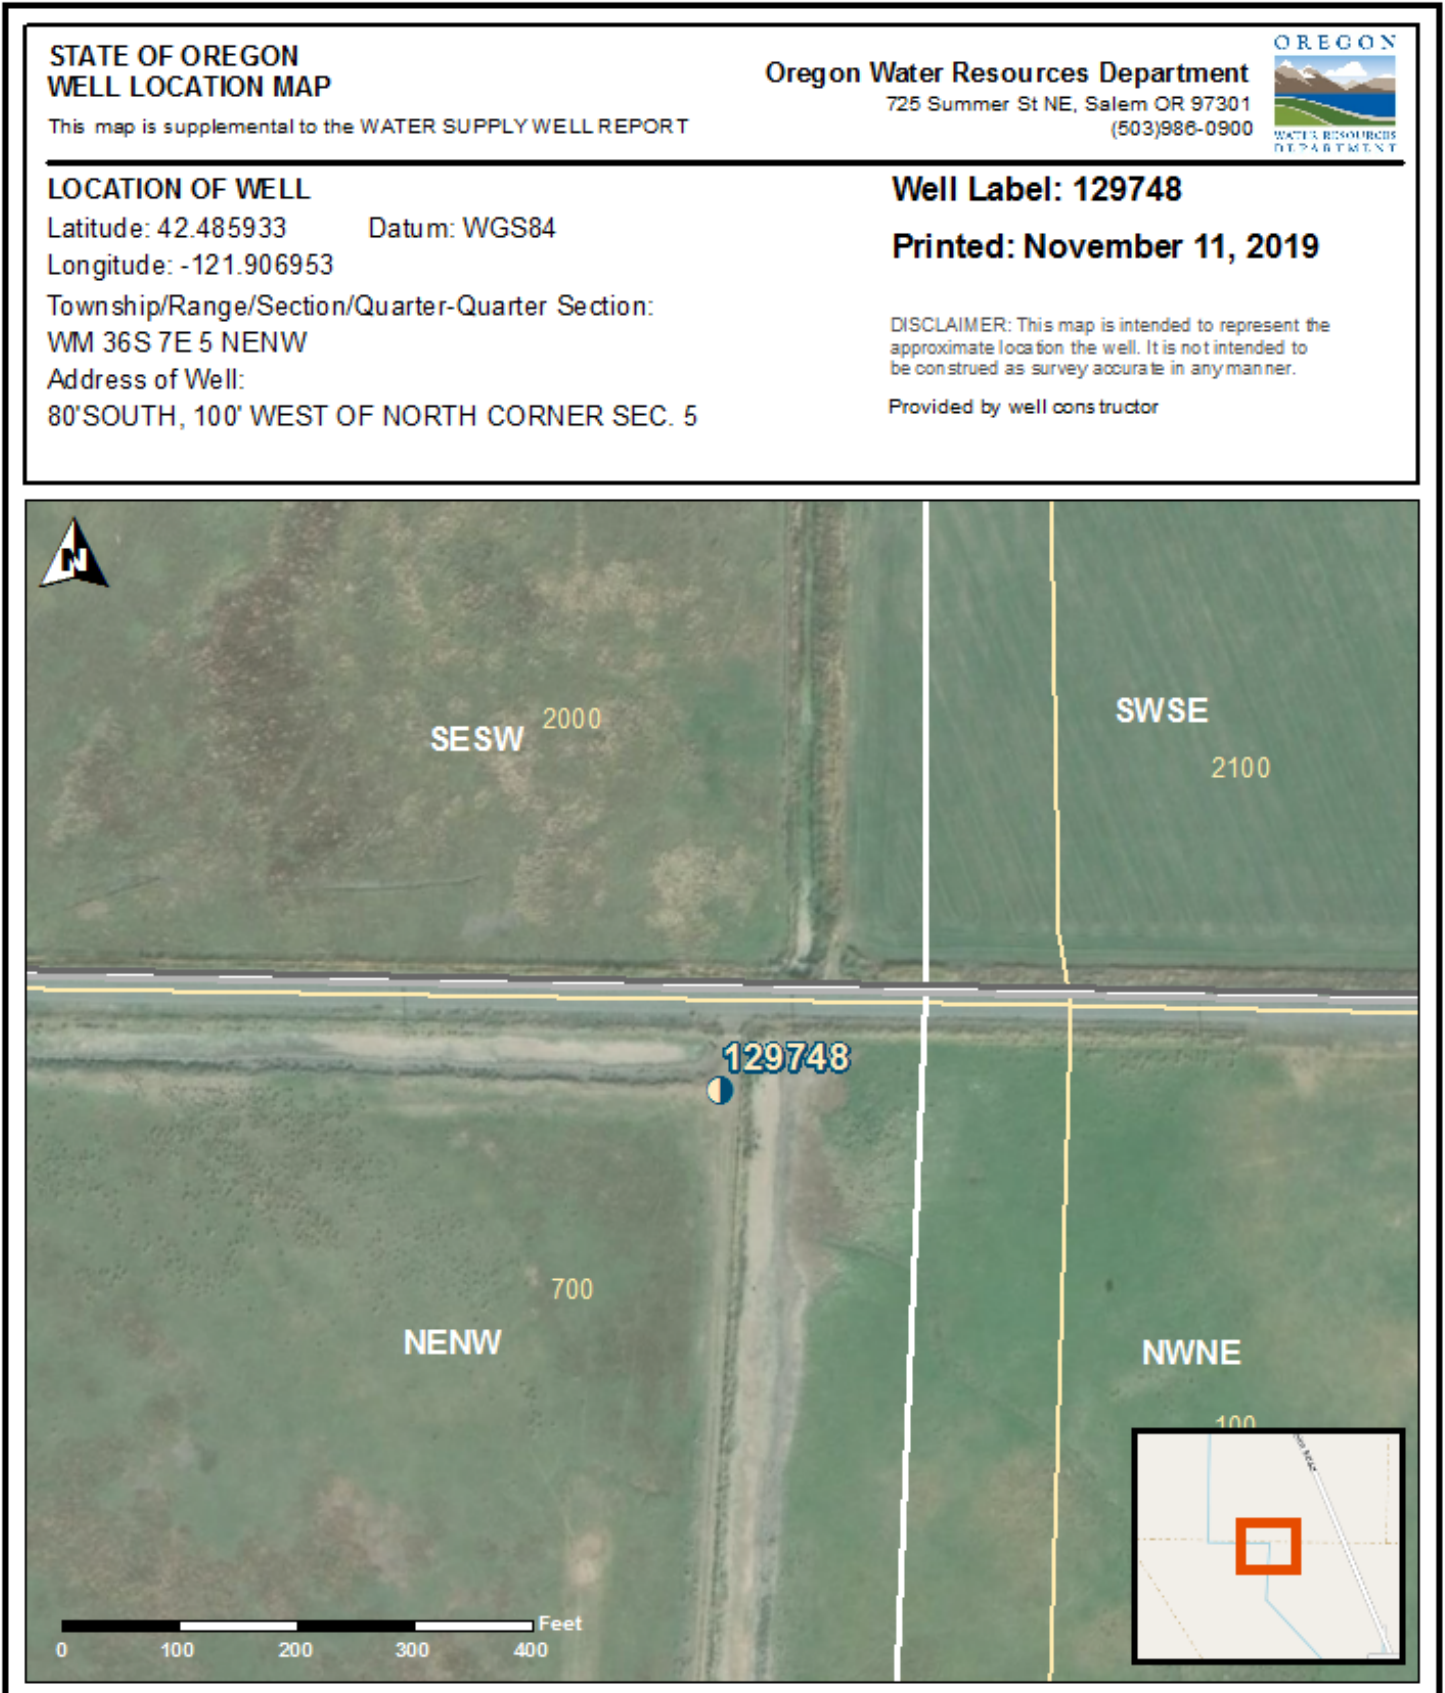 STATE OF OREGON
WELL LOCATION MAP
This map is supplemental to the WATER SUPPLY WELL REPORT
Oregon Water Resources Department
725 Summer St NE, Salem OR 97301
(503)986-0900
OREGON
WATER RESOURCES
DEPARTMENT
LOCATION OF WELL
Latitude: 42.485933 Datum: WGS84
Longitude: -121.906953
Township/Range/Section/Quarter-Quarter Section:
WM 36S 7E 5 NENW
Address of Well:
80'SOUTH, 100' WEST OF NORTH CORNER SEC. 5
Well Label: 129748
Printed: November 11, 2019
DISCLAIMER: This map is intended to represent the
approximate location the well. It is not intended to
be construed as survey accurate in any manner.
Provided by well constructor
N
SESW 2000
SWSE
2100
129748
700
NENW
NWNE
100
Feet
0 100 200 300 400